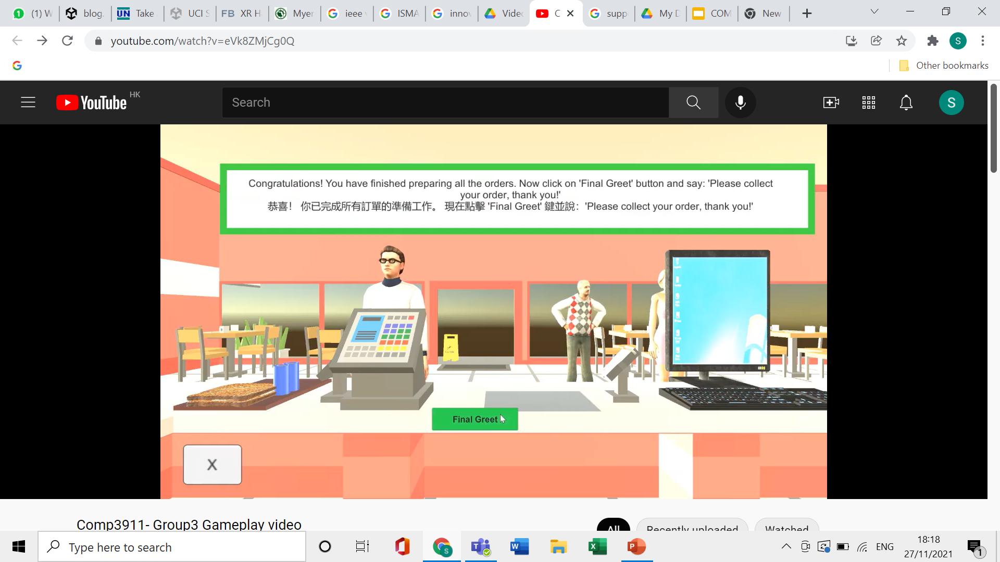 (1) W
blog.
UN Take
UCI S
FB XR H
Myer
ieee
ISMA
innov
Video
C
supp
My D
COM
New
youtube.com/watch?v=eVk8ZMjCg0Q
S
Other bookmarks
YouTube HK
Search
S
Congratulations! You have finished preparing all the orders. Now click on 'Final Greet' button and say: 'Please collect
your order, thank you!'
恭喜！ 你已完成所有訂單的準備工作。 現在點擊 'Final Greet' 鍵並說：'Please collect your order, thank you!'
Final Greet
X
Comp3911- Group3 Gameplay video
All
Recently uploaded
Watched
Type here to search
ENG
18:18
27/11/2021
1